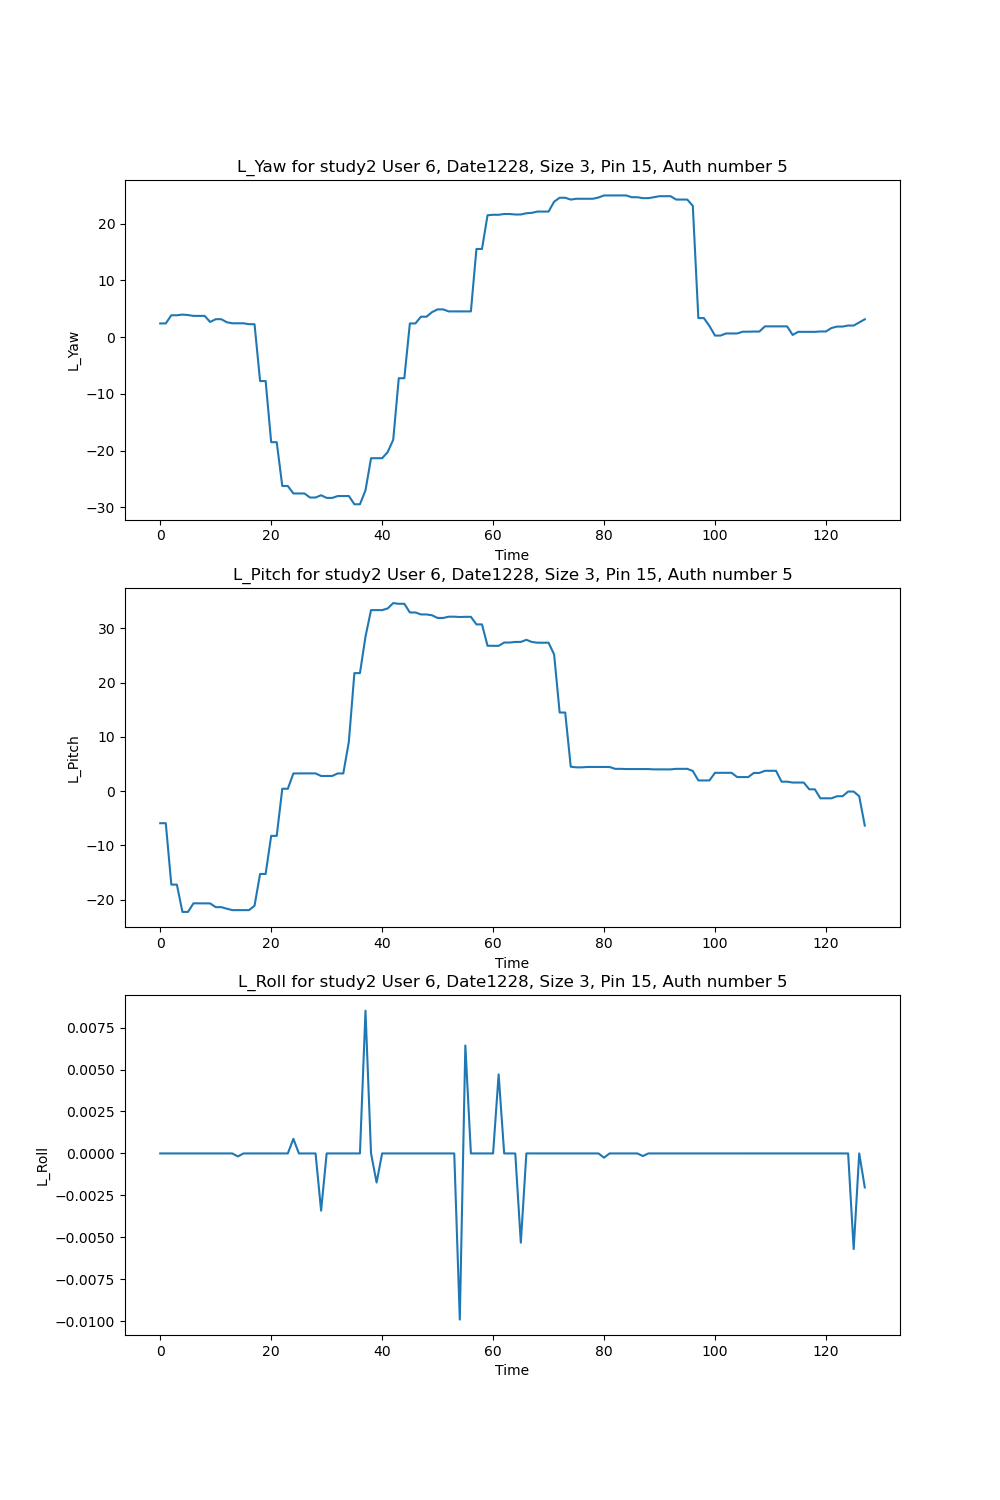 L_Yaw for study2 User 6, Date1228, Size 3, Pin 15, Auth number 5
20
10
0
−10
−20
−30
L_Yaw
0 20 40 60 80 100 120
Time
L_Pitch for study2 User 6, Date1228, Size 3, Pin 15, Auth number 5
30
20
10
0
−10
−20
L_Pitch
0 20 40 60 80 100 120
Time
L_Roll for study2 User 6, Date1228, Size 3, Pin 15, Auth number 5
0.0075
0.0050
0.0025
0.0000
−0.0025
−0.0050
−0.0075
−0.0100
L_Roll
0 20 40 60 80 100 120
Time